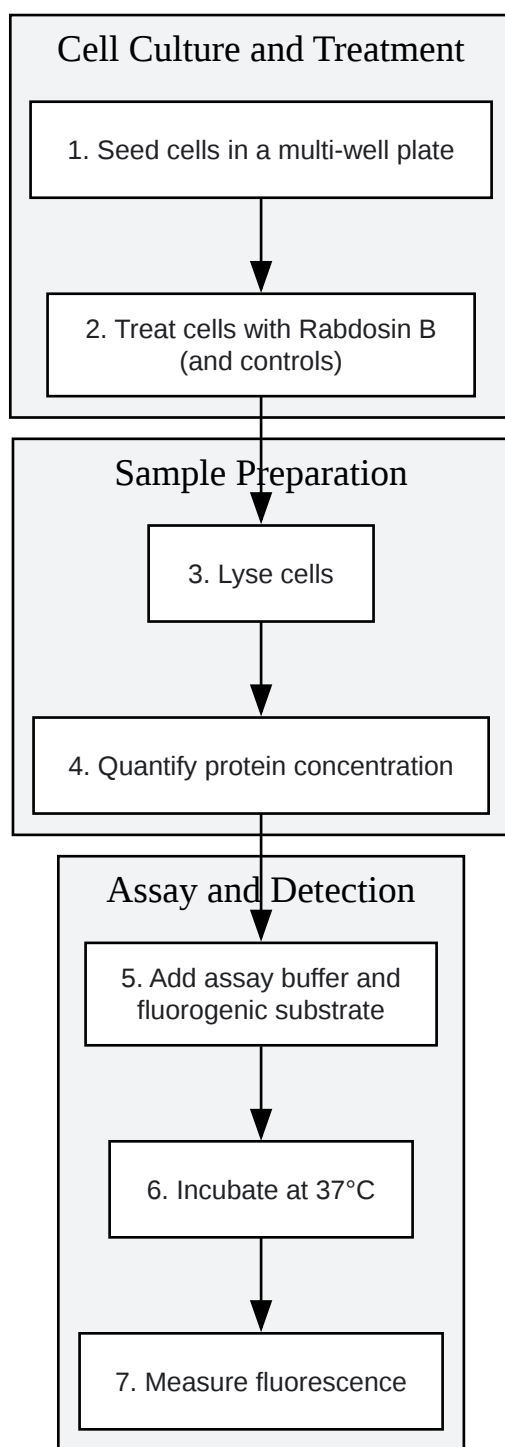 Cell Culture and Treatment
1. Seed cells in a multi-well plate
2. Treat cells with Rabdosin B
(and controls)
Sample Preparation
3. Lyse cells
4. Quantify protein concentration
Assay and Detection
5. Add assay buffer and
fluorogenic substrate
6. Incubate at 37°C
7. Measure fluorescence